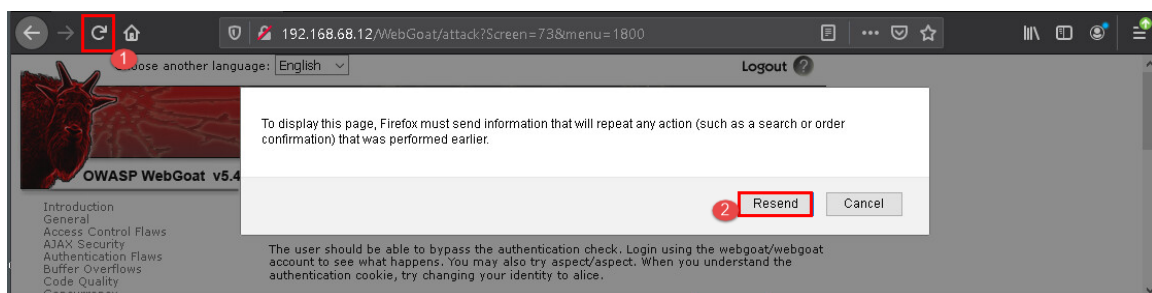 192.168.68.12/WebGoat/attack?Screen=73&menu=1800
1
oose another language: English
Logout ?
To display this page, Firefox must send information that will repeat any action (such as a search or order
confirmation) that was performed earlier.
OWASP WebGoat v5.4
2 Resend Cancel
Introduction
General
Access Control Flaws
AJAX Security
Authentication Flaws
Buffer Overflows
Code Quality
Concurrency
The user should be able to bypass the authentication check. Login using the webgoat/webgoat
account to see what happens. You may also try aspect/aspect. When you understand the
authentication cookie, try changing your identity to alice.